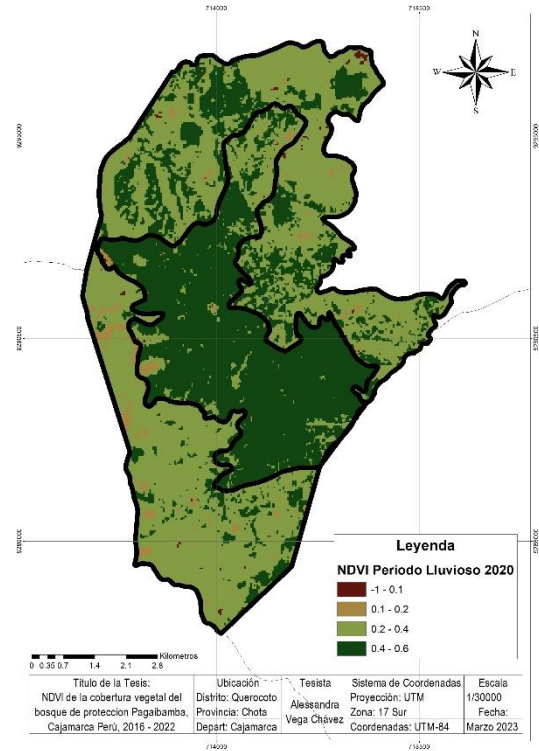 714000
718500
N
W
E
S
Leyenda
NDVI Periodo Lluvioso 2020
-1 - 0.1
0.1 - 0.2
0.2 - 0.4
0.4 - 0.6
Kilometros
0 0.35 0.7 1.4 2.1 2.8
Título de la Tesis:
NDVI de la cobertura vegetal del
bosque de proteccion Pagaibamba,
Cajamarca Perú, 2016 - 2022
Ubicación
Distrito: Querocoto
Provincia: Chota
Depart: Cajamarca
Tesista
Alessandra
Vega Chávez
Sistema de Coordenadas
Proyección: UTM
Zona: 17 Sur
Coordenadas: UTM-84
Escala
1/30000
Fecha:
Marzo 2023
714000